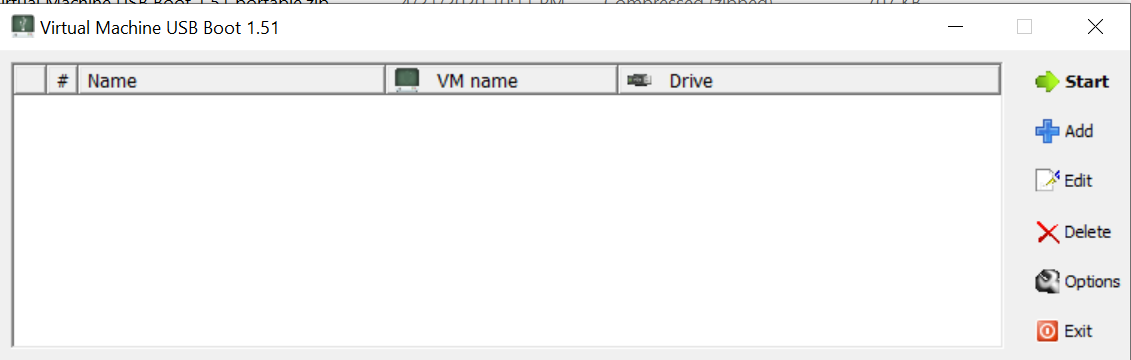 Virtual Machine USB Boot 1.51
# Name VM name Drive
Start
Add
Edit
Delete
Options
Exit